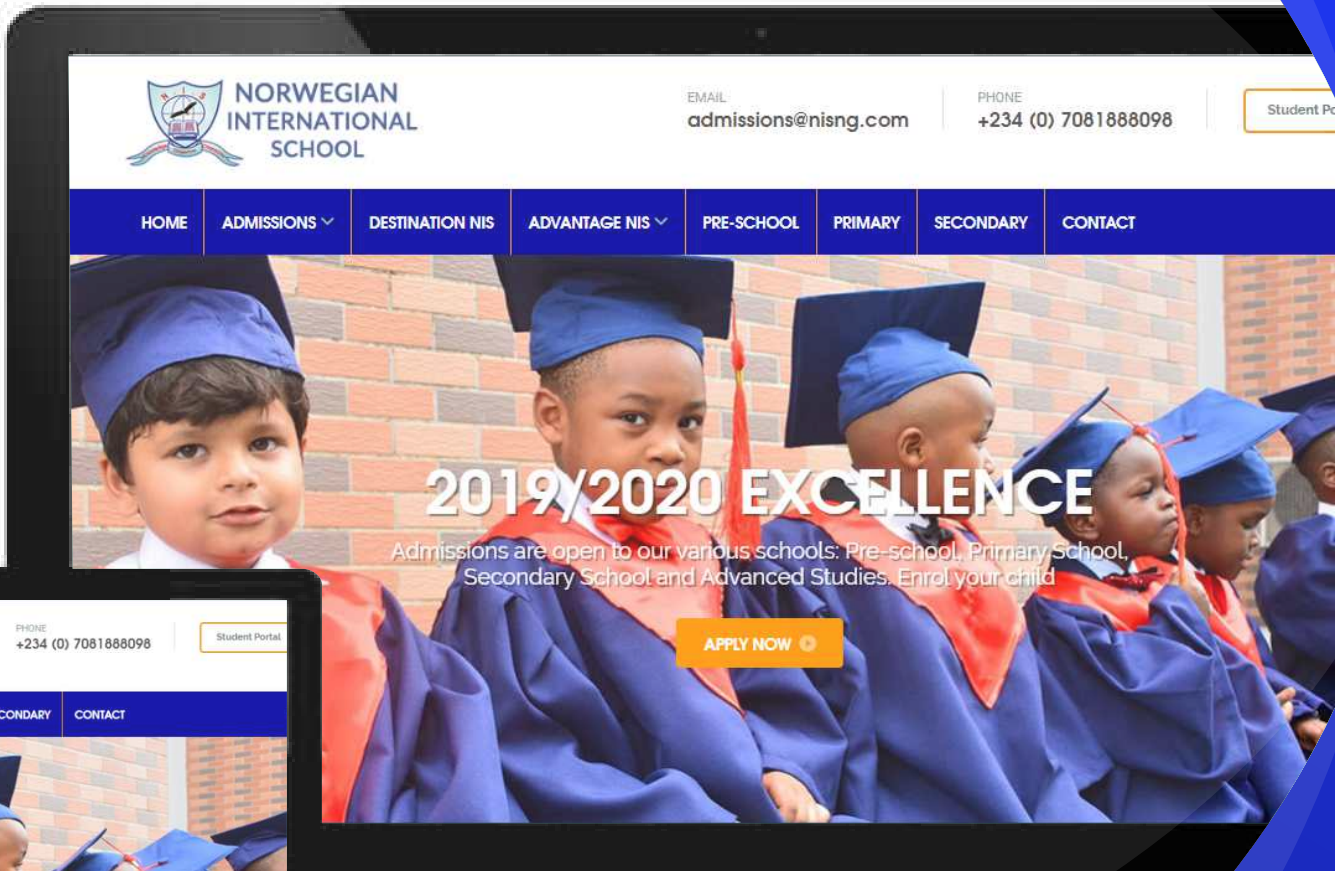 N I S
NORWEGIAN
INTERNATIONAL
SCHOOL
EMAIL
admissions@nisng.com
PHONE
+234 (0) 7081888098
Student Po
HOME
ADMISSIONS
DESTINATION NIS
ADVANTAGE NIS
PRE-SCHOOL
PRIMARY
SECONDARY
CONTACT
2019/2020 EXCELLENCE
Admissions are open to our various schools: Pre-school, Primary School,
Secondary School and Advanced Studies. Enrol your child
APPLY NOW
PHONE
+234 (0) 7081888098
Student Portal
CONDARY
CONTACT